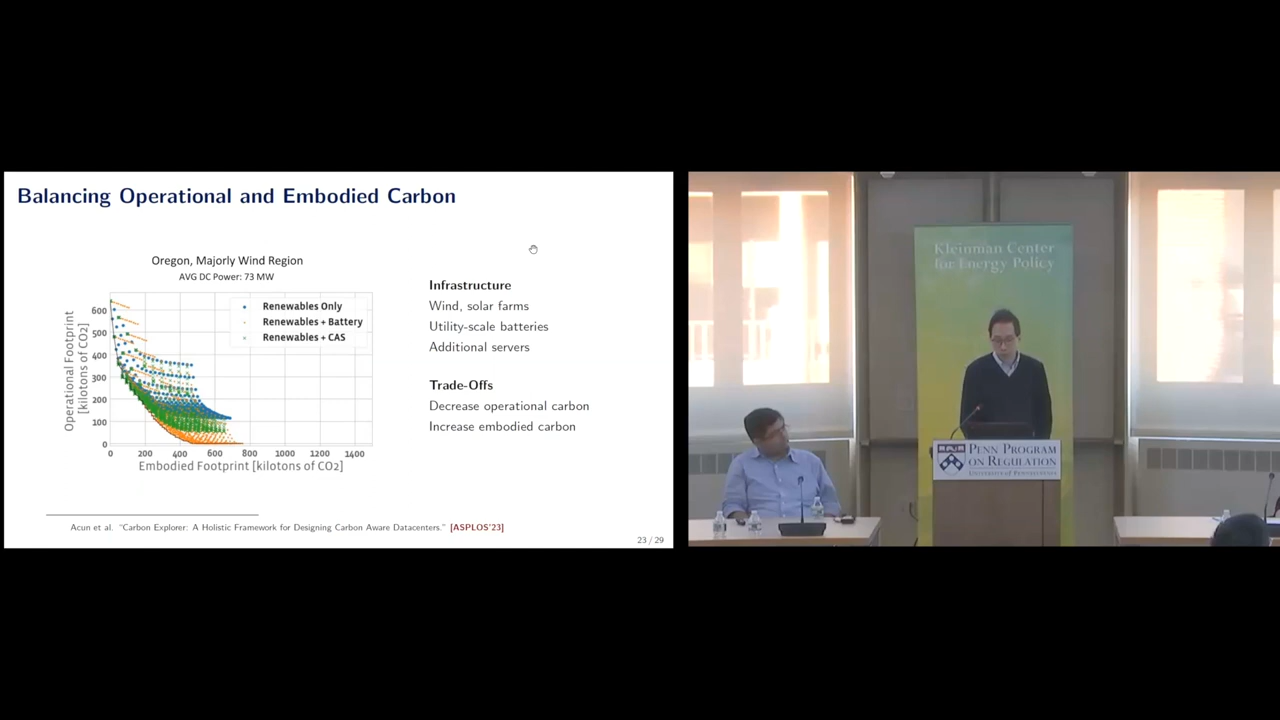 Balancing Operational and Embodied Carbon
Oregon, Majorly Wind Region
AVG DC Power: 73 MW
Operational Footprint
[kilotons of CO2]
600
500
400
300
200
100
0
Renewables Only
Renewables + Battery
Renewables + CAS
0 200 400 600 800 1000 1200 1400
Embodied Footprint [kilotons of CO2]
Infrastructure
Wind, solar farms
Utility-scale batteries
Additional servers
Trade-Offs
Decrease operational carbon
Increase embodied carbon
Acun et al. "Carbon Explorer: A Holistic Framework for Designing Carbon Aware Datacenters." [ASPLOS'23]
23 / 29
Kleinman Center
for Energy Policy
Penn Program
on Regulation
University of Pennsylvania